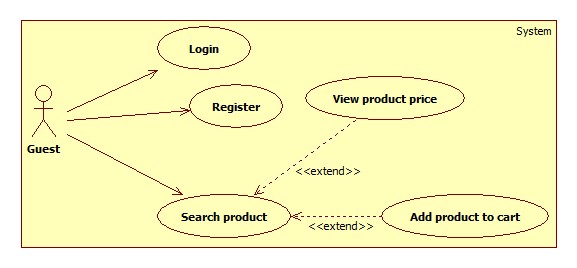 System
Login
Register
View product price
Guest
<<extend>>
Search product
Add product to cart
<<extend>>